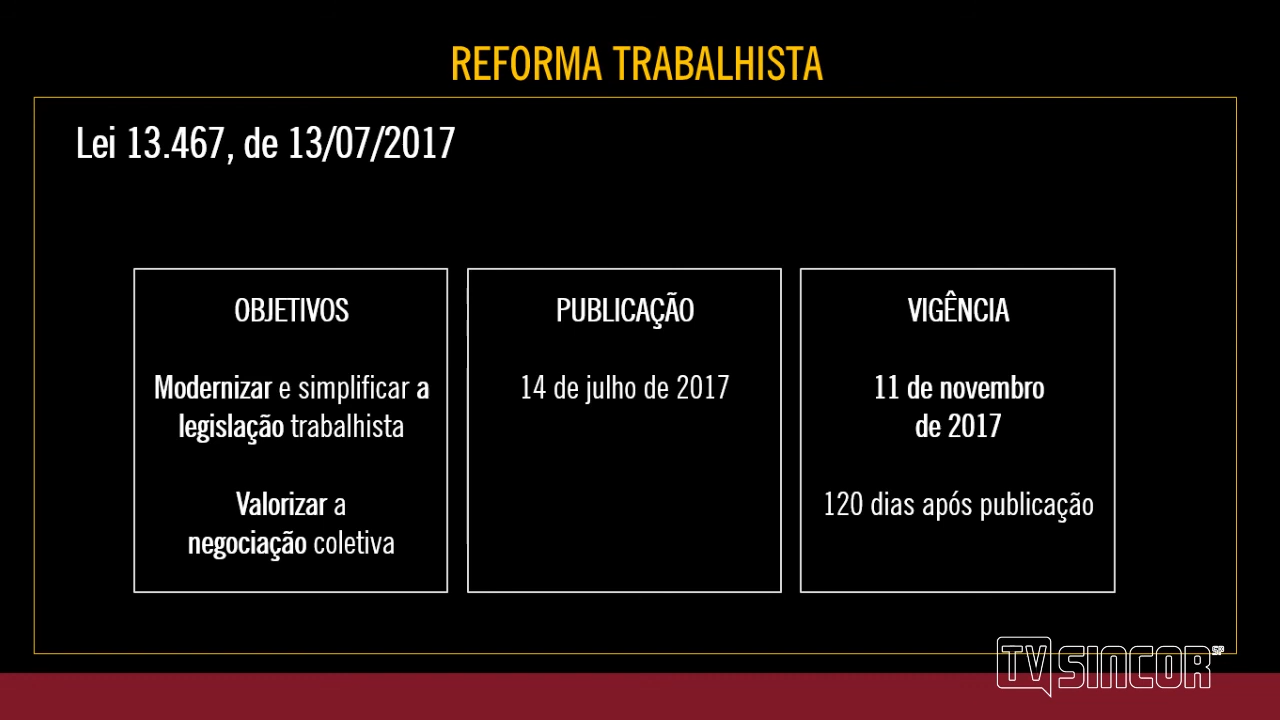 REFORMA TRABALHISTA
Lei 13.467, de 13/07/2017
OBJETIVOS
Modernizar e simplificar a
legislação trabalhista
Valorizar a
negociação coletiva
PUBLICAÇÃO
14 de julho de 2017
VIGÊNCIA
11 de novembro
de 2017
120 dias após publicação
TV SINCOR SP